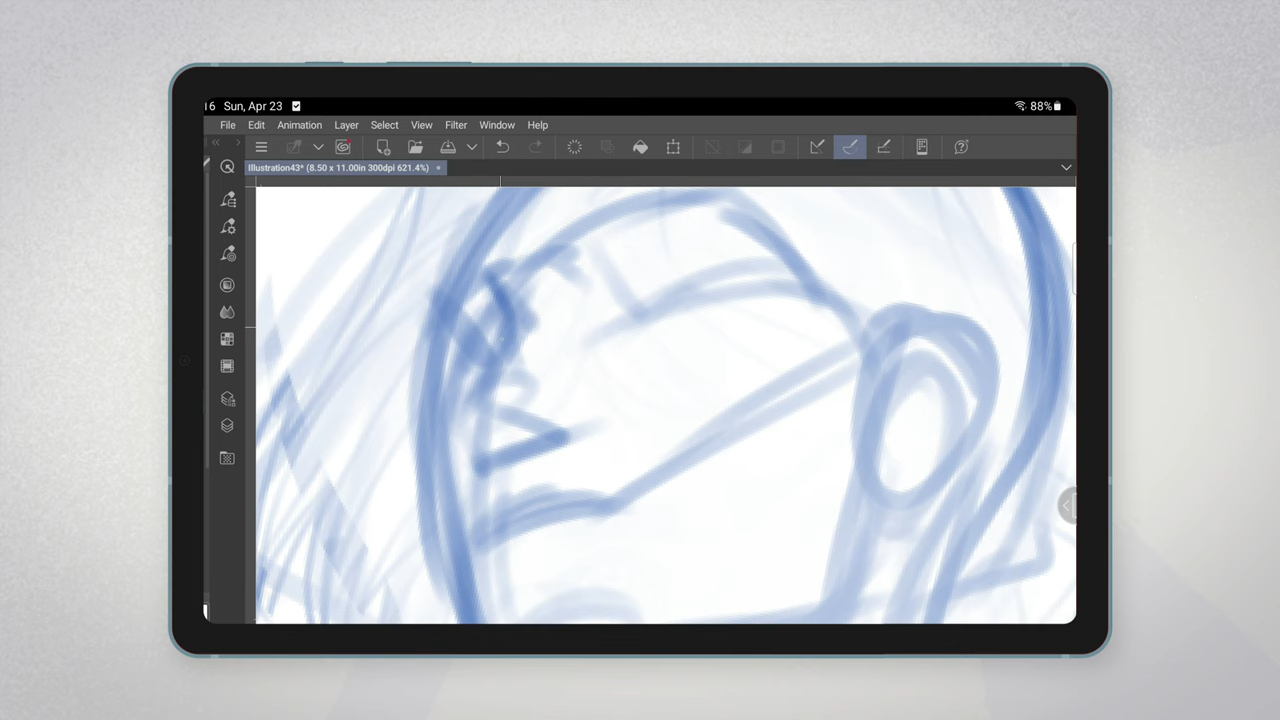 16 Sun, Apr 23 88%
File Edit Animation Layer Select View Filter Window Help
Illustration43* (8.50 x 11.00in 300dpi 621.4%)